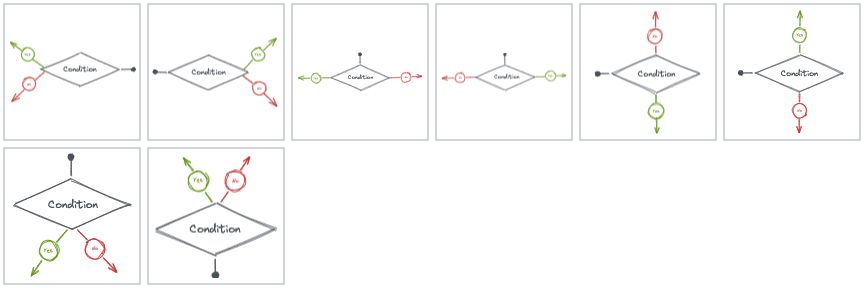 Yes
Condition
No
Yes
Condition
No
Yes
Condition
No
No
Condition
Yes
No
Condition
Yes
Yes
Condition
No
Condition
Yes
No
Yes
No
Condition